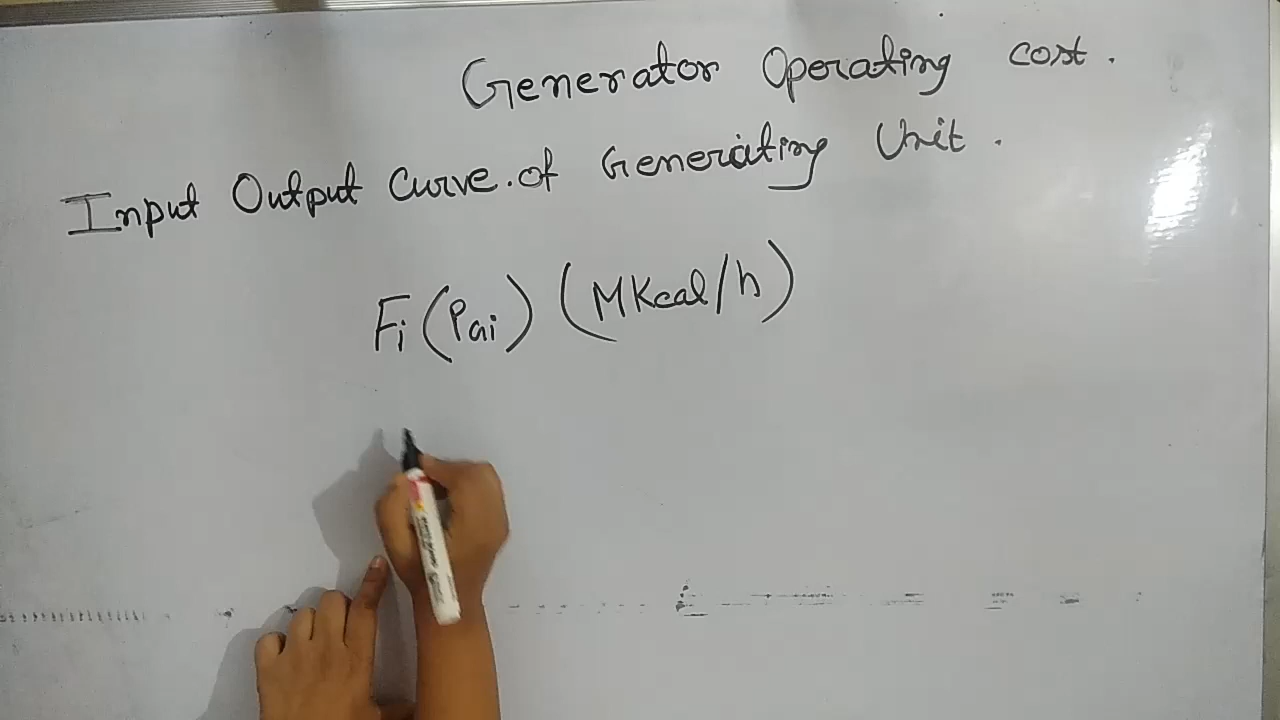 Generator Operating cost.
Input Output Curve.of Generating Unit.
Fi (Pai) (MKcal/h)